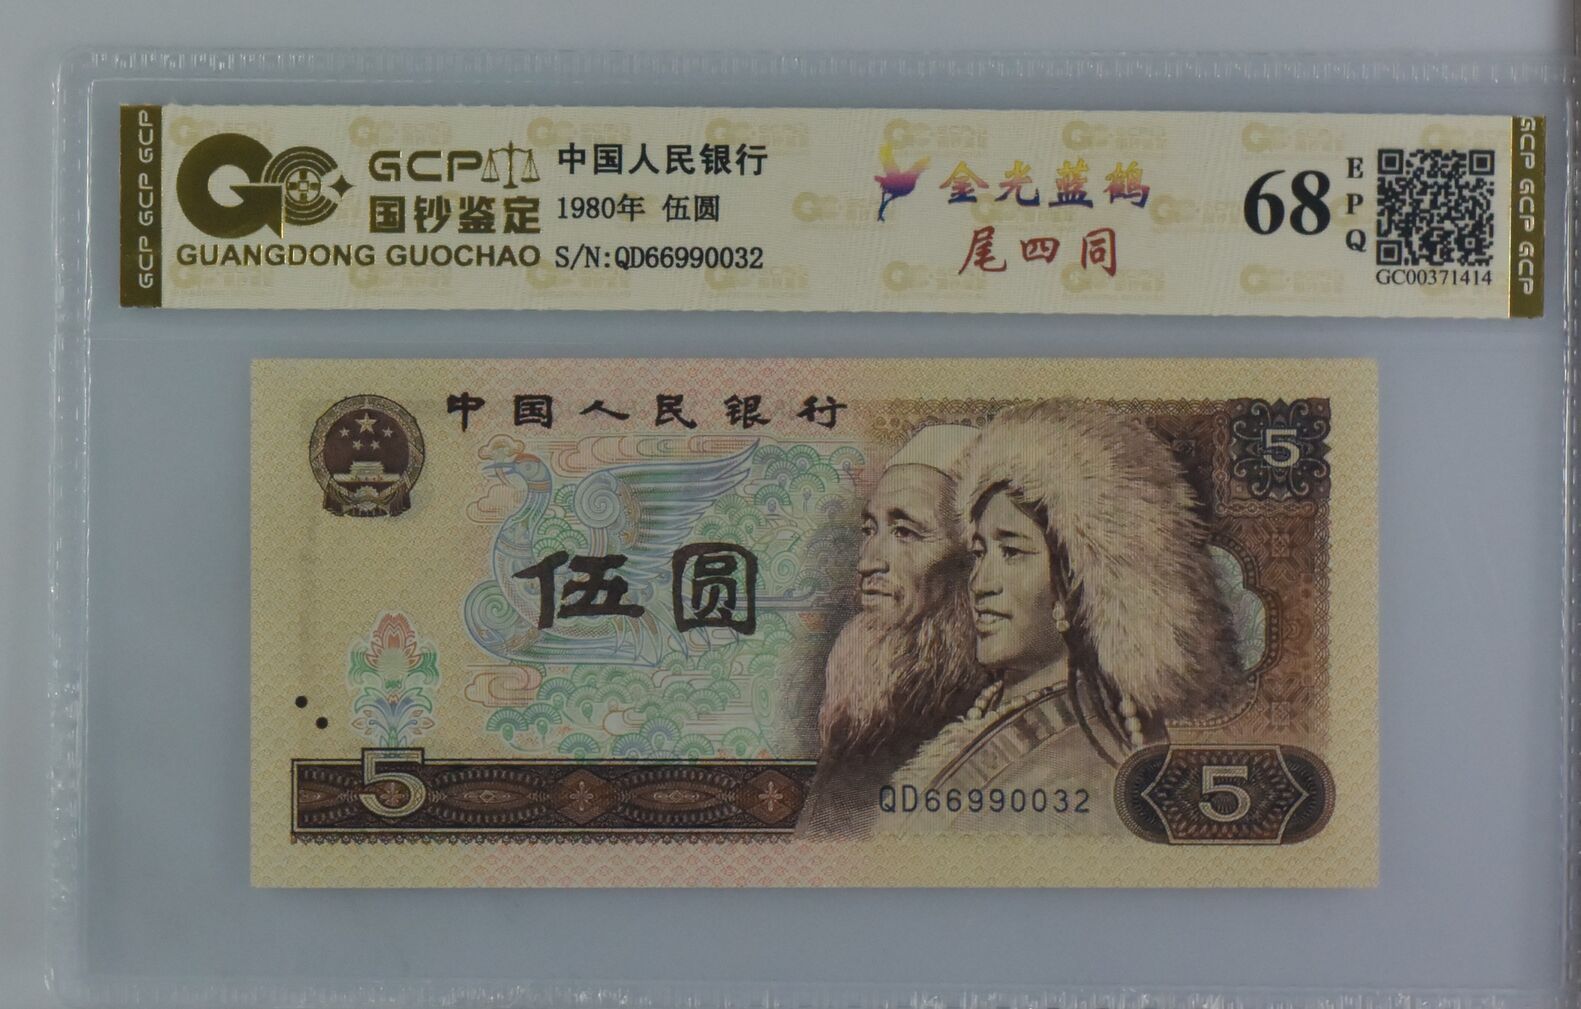 GCP GCP GCP
GCP
国钞鉴定
GUANGDONG GUOCHAO
中国人民银行
1980年 伍圆
S/N:QD66990032
金光蓝鹤
尾四同
68
EPQ
GC00371414
GCP GCP GCP
中国人民银行
5
伍圆
5
QD66990032
5